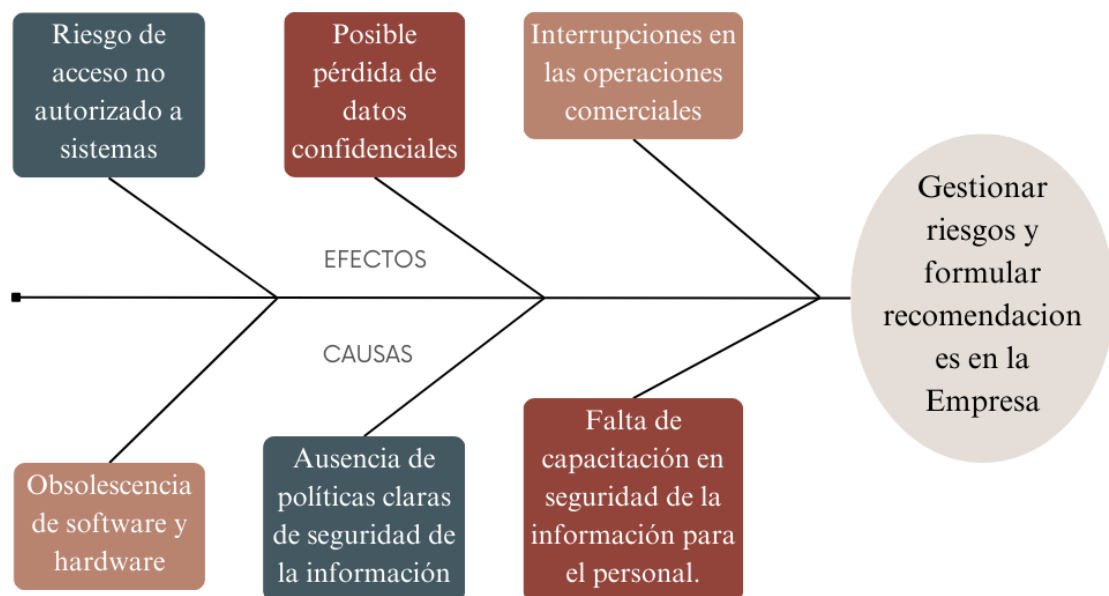 Riesgo de
acceso no
autorizado a
sistemas
Posible
pérdida de
datos
confidenciales
Interrupciones en
las operaciones
comerciales
EFECTOS
CAUSAS
Gestionar
riesgos y
formular
recomendacion
es en la
Empresa
Obsolescencia
de software y
hardware
Ausencia de
políticas claras
de seguridad de
la información
Falta de
capacitación en
seguridad de la
información para
el personal.